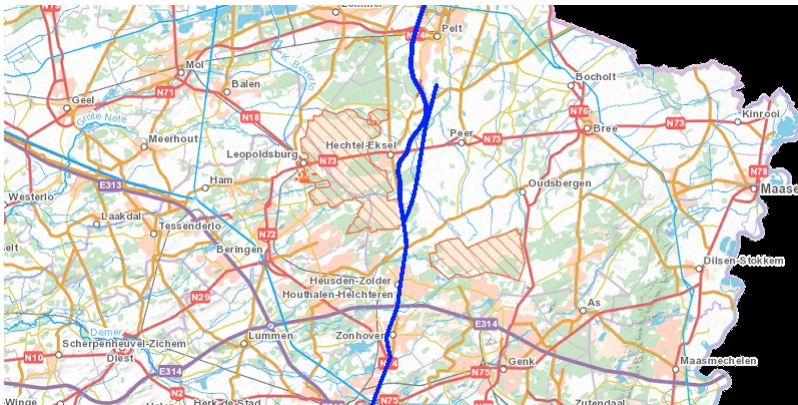 Pelt
Bocholt
Mol
Balen
K. Beverlo
N71
Geel
N18
Grote Nete
N76
Kinrooi
Bree
N73
Peer
N73
Meerhout
Hechtel-Eksel
Leopoldsburg
N73
N78
E313
Ham
Oudsbergen
Maase
Westerlo
Laakdal
Tessenderlo
N72
Beringen
Dilsen-Stokkem
Heusden-Zolder
Houthalen-Helchteren
N29
As
Demer
E314
Lummen
Zonhoven
Scherpenheuvel-Zichem
Diest
N10
Genk
Maasmechelen
E314
N75
N2
N75
Zutendaal
Herk-de-Stad